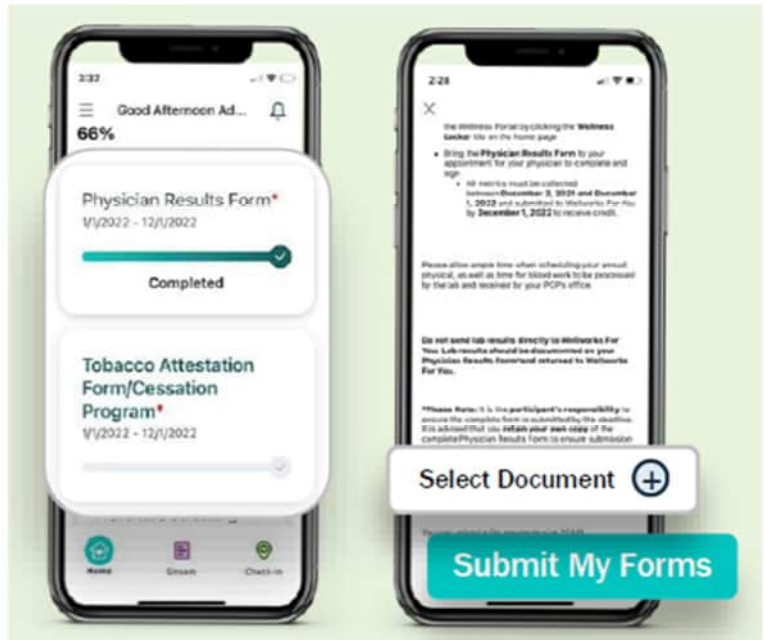 3:37
Good Afternoon Ad...
66%
Physician Results Form*
1/1/2022 - 12/1/2022
Completed
Tobacco Attestation
Form/Cessation
Program*
1/1/2022 - 12/1/2022
Home
Stream
Check-in
2:28
the Wellness Portal by clicking the Wellness
Locker tile on the home page
• Bring the Physician Results Form to your
appointment for your physician to complete and
sign
• All metrics must be collected
between December 2, 2021 and December
1, 2022 and submitted to Wellworks For You
by December 1, 2022 to receive credit.
Please allow ample time when scheduling your annual
physical, as well as time for blood work to be processed
by the lab and received by your PCP's office.
Do not send lab results directly to Wellworks For
You. Lab results should be documented on your
Physician Results Form and returned to Wellworks
For You.
*Please Note: It is the participant's responsibility to
ensure the complete form is submitted by the deadline.
It is advised that you retain your own copy of the
complete Physician Results Form to ensure submission
Select Document
Submit My Forms